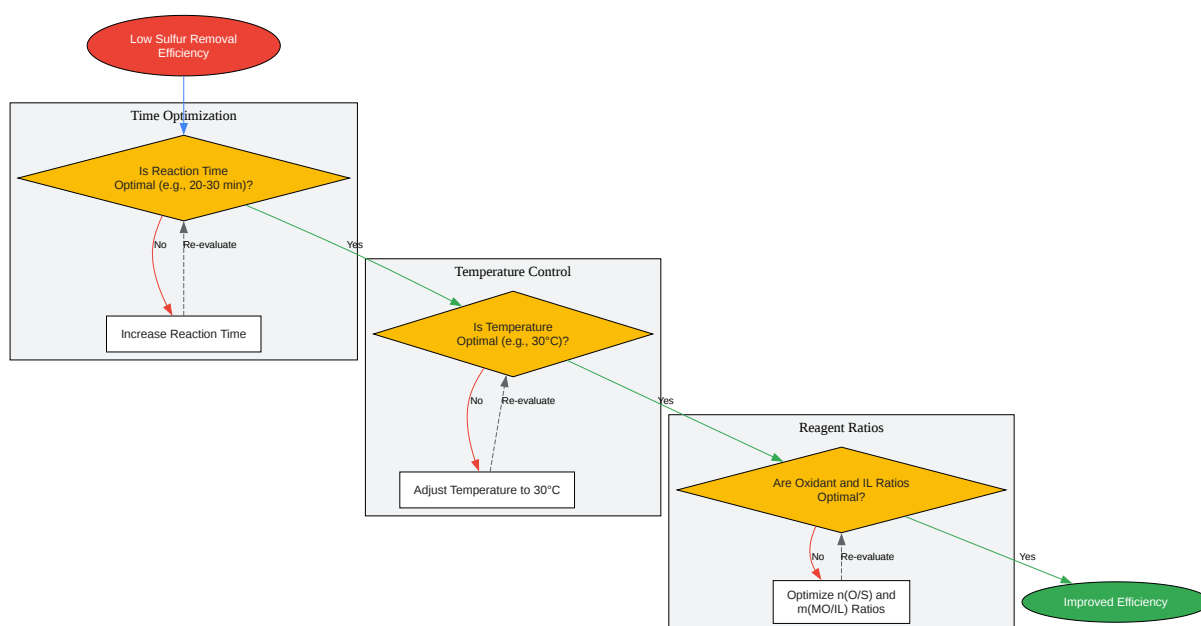 Low Sulfur Removal
Efficiency
Time Optimization
Is Reaction Time
Optimal (e.g., 20-30 min)?
No
Re-evaluate
Yes
Increase Reaction Time
Temperature Control
Is Temperature
Optimal (e.g., 30°C)?
No
Re-evaluate
Yes
Adjust Temperature to 30°C
Reagent Ratios
Are Oxidant and IL Ratios
Optimal?
No
Re-evaluate
Yes
Optimize n(O/S) and
m(MO/IL) Ratios
Improved Efficiency